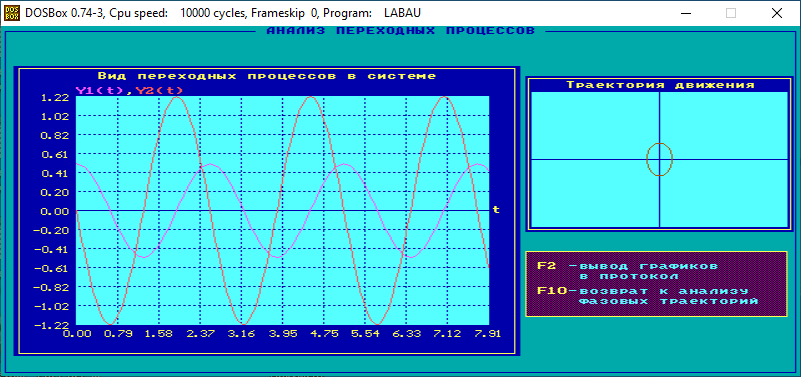 DOSBox 0.74-3, Cpu speed: 10000 cycles, Frameskip 0, Program: LABAU
АНАЛИЗ ПЕРЕХОДНЫХ ПРОЦЕССОВ
Вид переходных процессов в системе
Y1(t),Y2(t)
1.22
1.02
0.82
0.61
0.41
0.20
0.00
-0.20
-0.41
-0.61
-0.82
-1.02
-1.22
t
0.00 0.79 1.58 2.37 3.16 3.95 4.75 5.54 6.33 7.12 7.91
Траектория движения
F2 -вывод графиков
в протокол
F10-возврат к анализу
фазовых траекторий